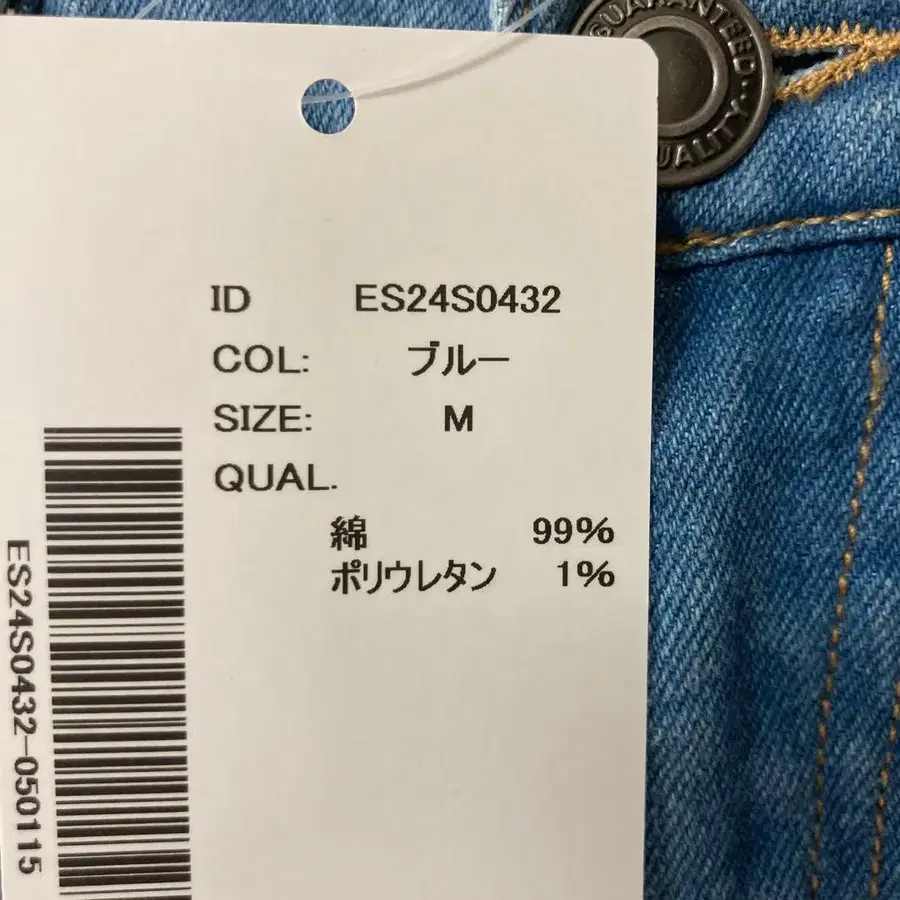 GUARANTEED..
QUALITY..
ID ES24S0432
COL: ブルー
SIZE: M
QUAL.
綿 99%
ポリウレタン 1%
ES24S0432-050115